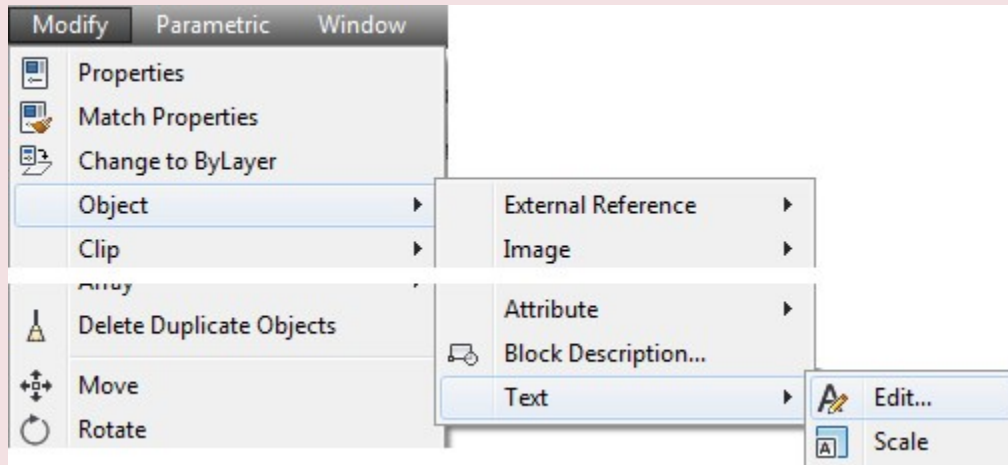 Modify Parametric Window
Properties
Match Properties
Change to ByLayer
Object
Clip
Array
Delete Duplicate Objects
Move
Rotate
External Reference
Image
Attribute
Block Description...
Text
Edit...
Scale